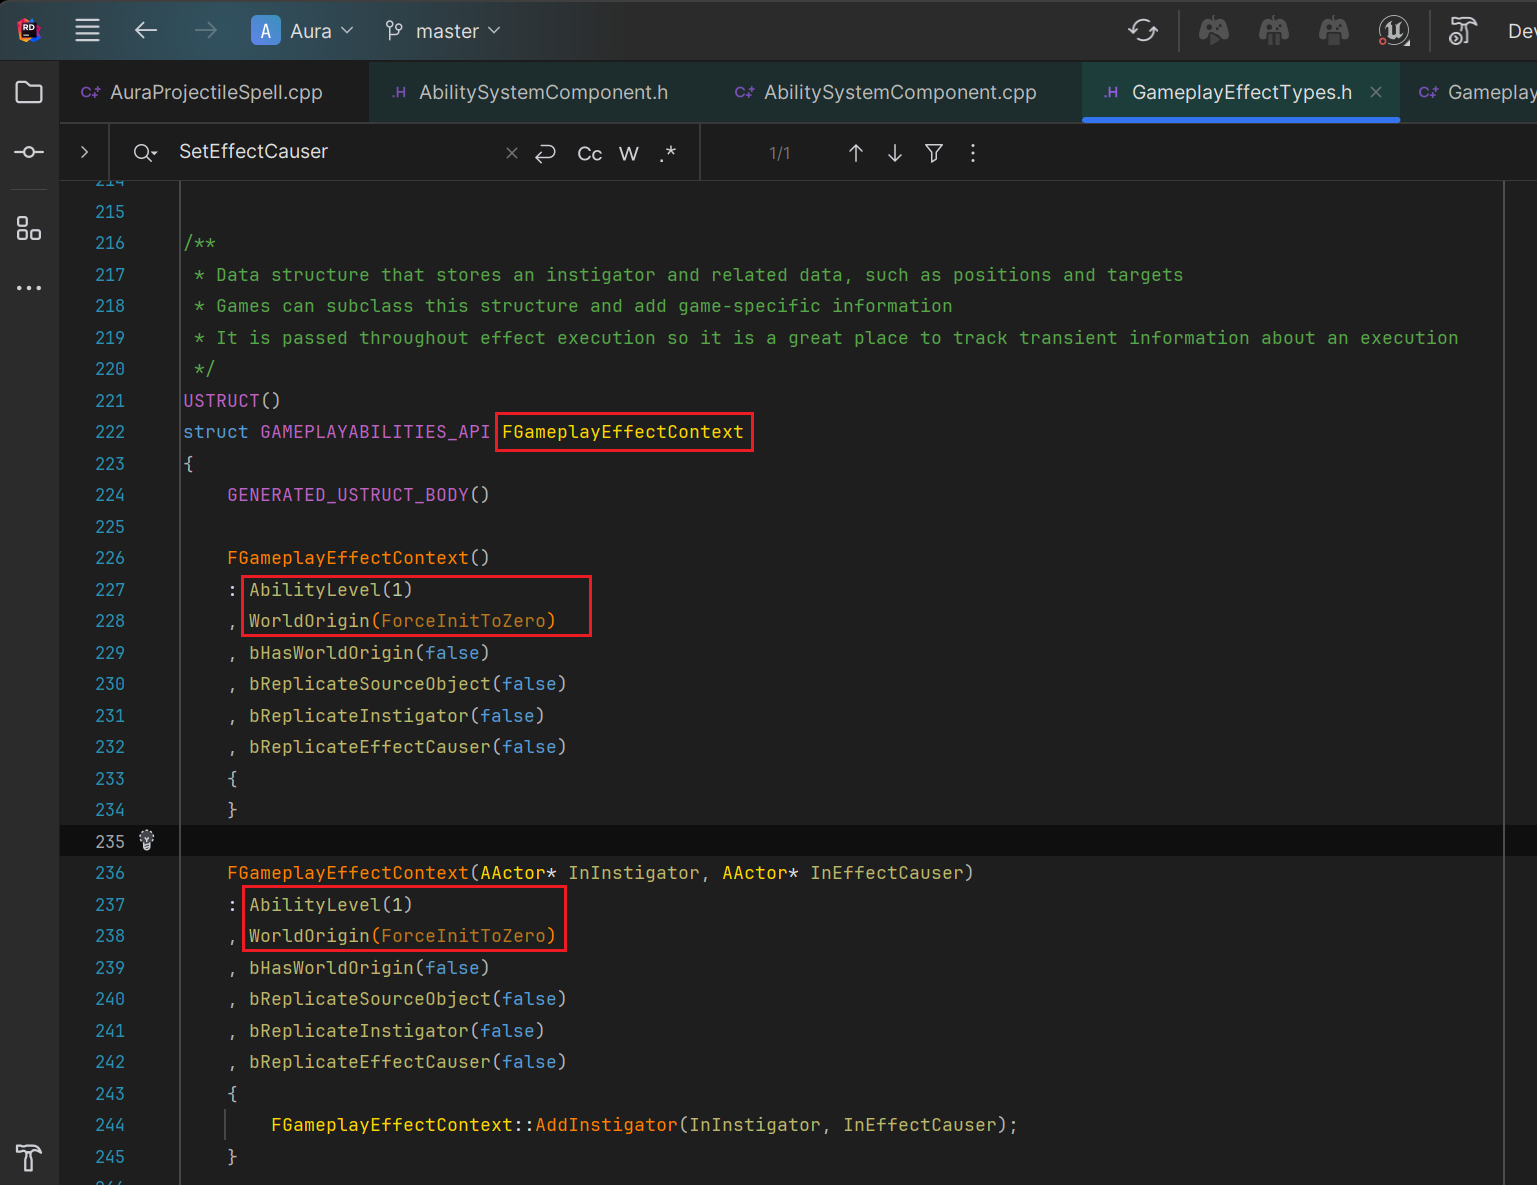 RD
A Aura master Dev
C+ AuraProjectileSpell.cpp .H AbilitySystemComponent.h C+ AbilitySystemComponent.cpp .H GameplayEffectTypes.h C+ Gameplay
SetEffectCauser Cc W .* 1/1
214
215
216 /**
217 * Data structure that stores an instigator and related data, such as positions and targets
218 * Games can subclass this structure and add game-specific information
219 * It is passed throughout effect execution so it is a great place to track transient information about an execution
220 */
221 USTRUCT()
222 struct GAMEPLAYABILITIES_API FGameplayEffectContext
223 {
224 GENERATED_USTRUCT_BODY()
225
226 FGameplayEffectContext()
227 : AbilityLevel(1)
228 , WorldOrigin(ForceInitToZero)
229 , bHasWorldOrigin(false)
230 , bReplicateSourceObject(false)
231 , bReplicateInstigator(false)
232 , bReplicateEffectCauser(false)
233 {
234 }
235
236 FGameplayEffectContext(AActor* InInstigator, AActor* InEffectCauser)
237 : AbilityLevel(1)
238 , WorldOrigin(ForceInitToZero)
239 , bHasWorldOrigin(false)
240 , bReplicateSourceObject(false)
241 , bReplicateInstigator(false)
242 , bReplicateEffectCauser(false)
243 {
244 FGameplayEffectContext::AddInstigator(InInstigator, InEffectCauser);
245 }